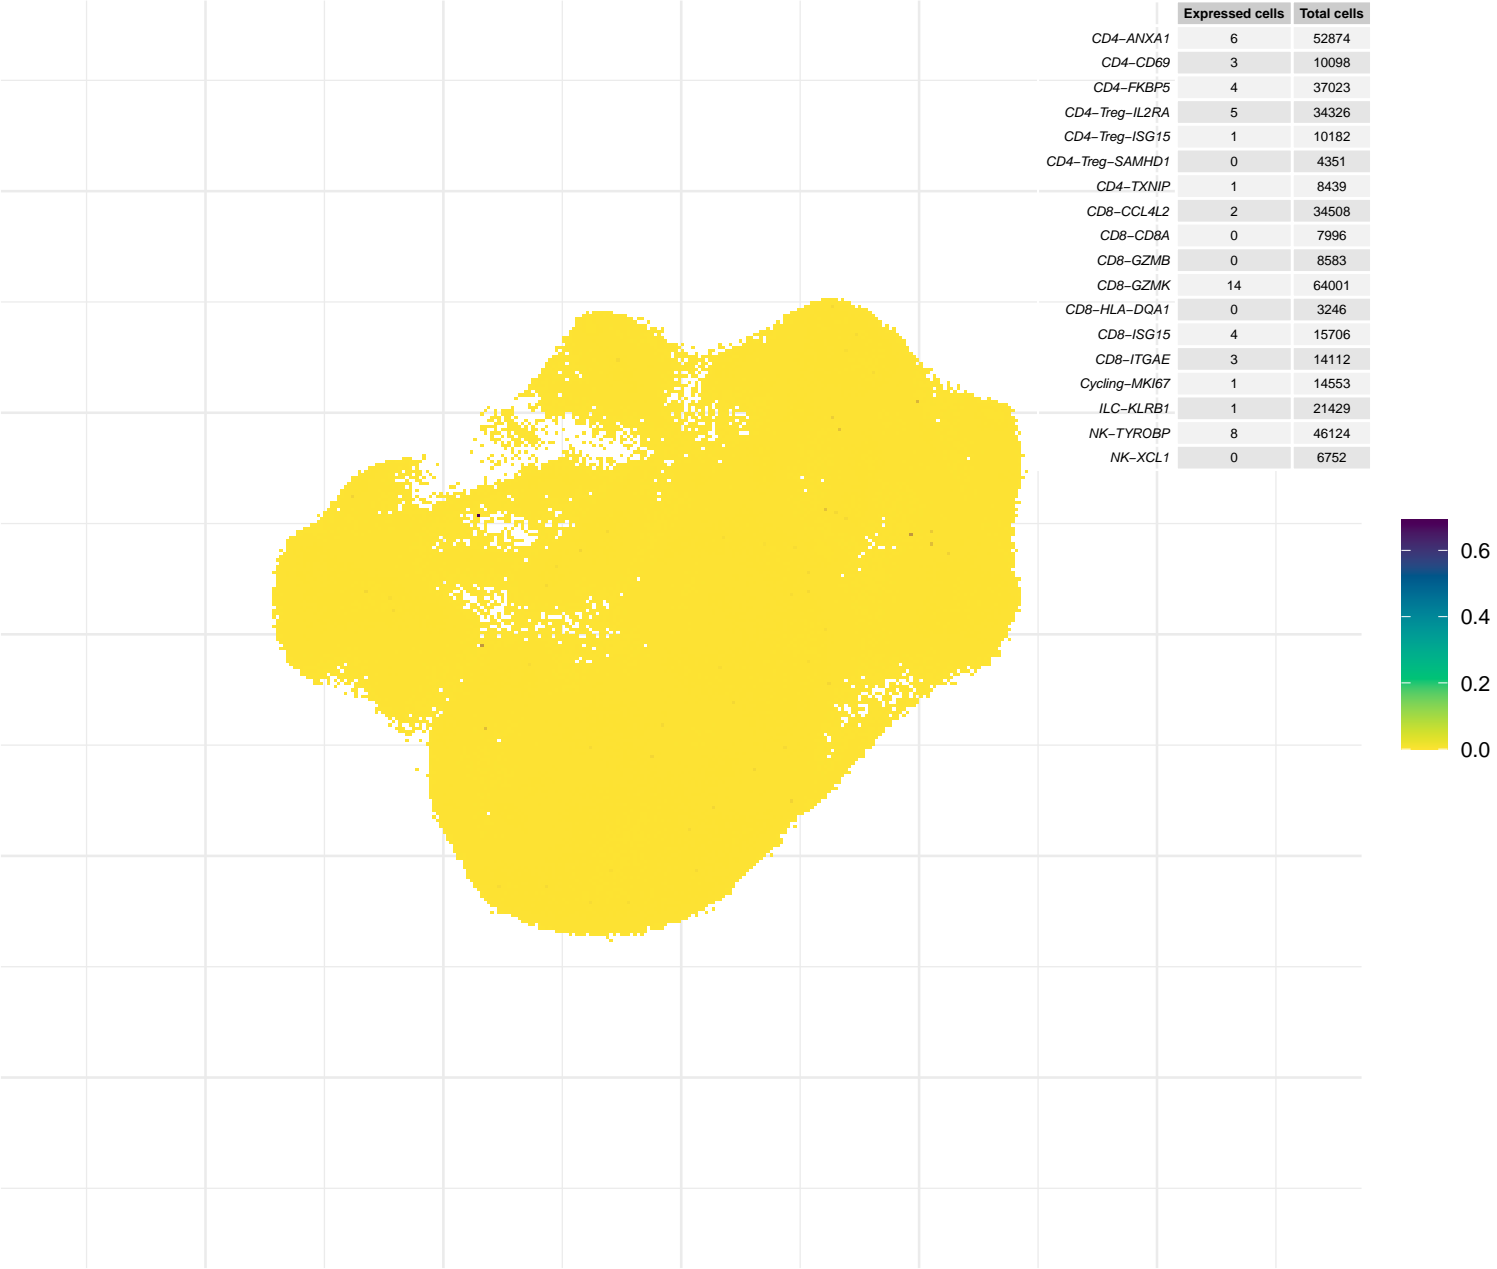 Expressed cells Total cells
CD4−ANXA1 6 52874
CD4−CD69 3 10098
CD4−FKBP5 4 37023
CD4−Treg−IL2RA 5 34326
CD4−Treg−ISG15 1 10182
CD4−Treg−SAMHD1 0 4351
CD4−TXNIP 1 8439
CD8−CCL4L2 2 34508
CD8−CD8A 0 7996
CD8−GZMB 0 8583
CD8−GZMK 14 64001
CD8−HLA−DQA1 0 3246
CD8−ISG15 4 15706
CD8−ITGAE 3 14112
Cycling−MKI67 1 14553
ILC−KLRB1 1 21429
NK−TYROBP 8 46124
NK−XCL1 0 6752
0.6
0.4
0.2
0.0